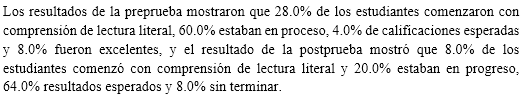 Los resultados de la preprueba mostraron que 28.0% de los estudiantes comenzaron con
comprensión de lectura literal, 60.0% estaban en proceso, 4.0% de calificaciones esperadas
y 8.0% fueron excelentes, y el resultado de la postprueba mostró que 8.0% de los
estudiantes comenzó con comprensión de lectura literal y 20.0% estaban en progreso,
64.0% resultados esperados y 8.0% sin terminar.